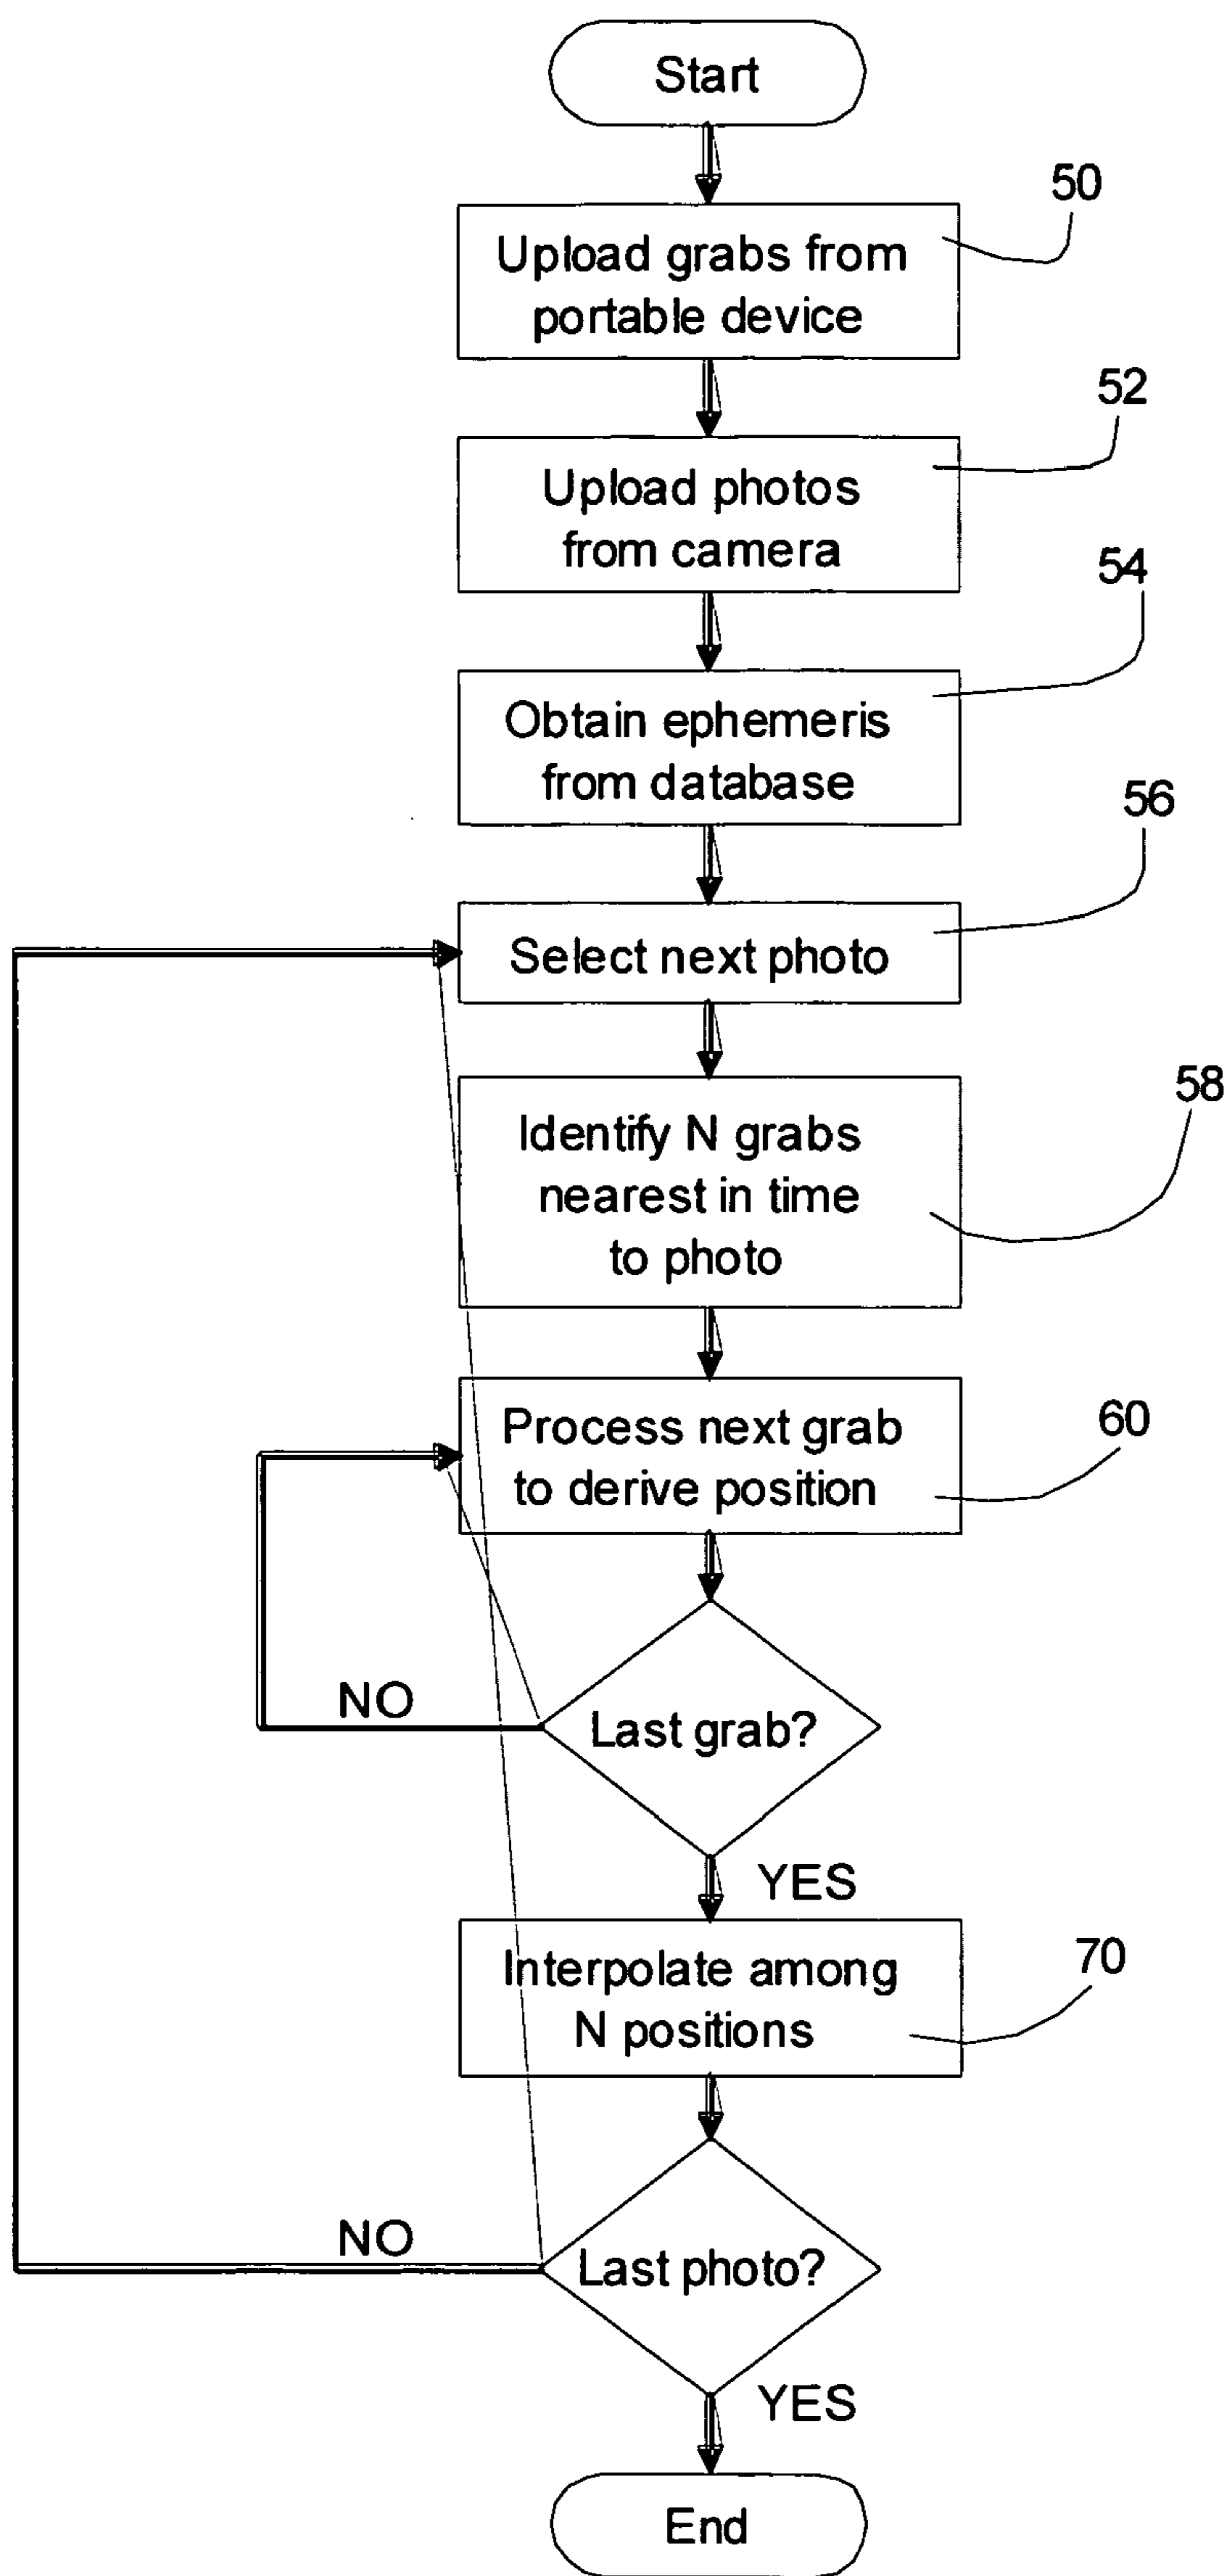 Start
50
Upload grabs from
portable device
52
Upload photos
from camera
54
Obtain ephemeris
from database
56
Select next photo
58
Identify N grabs
nearest in time
to photo
60
Process next grab
to derive position
NO
Last grab?
YES
70
Interpolate among
N positions
NO
Last photo?
YES
End